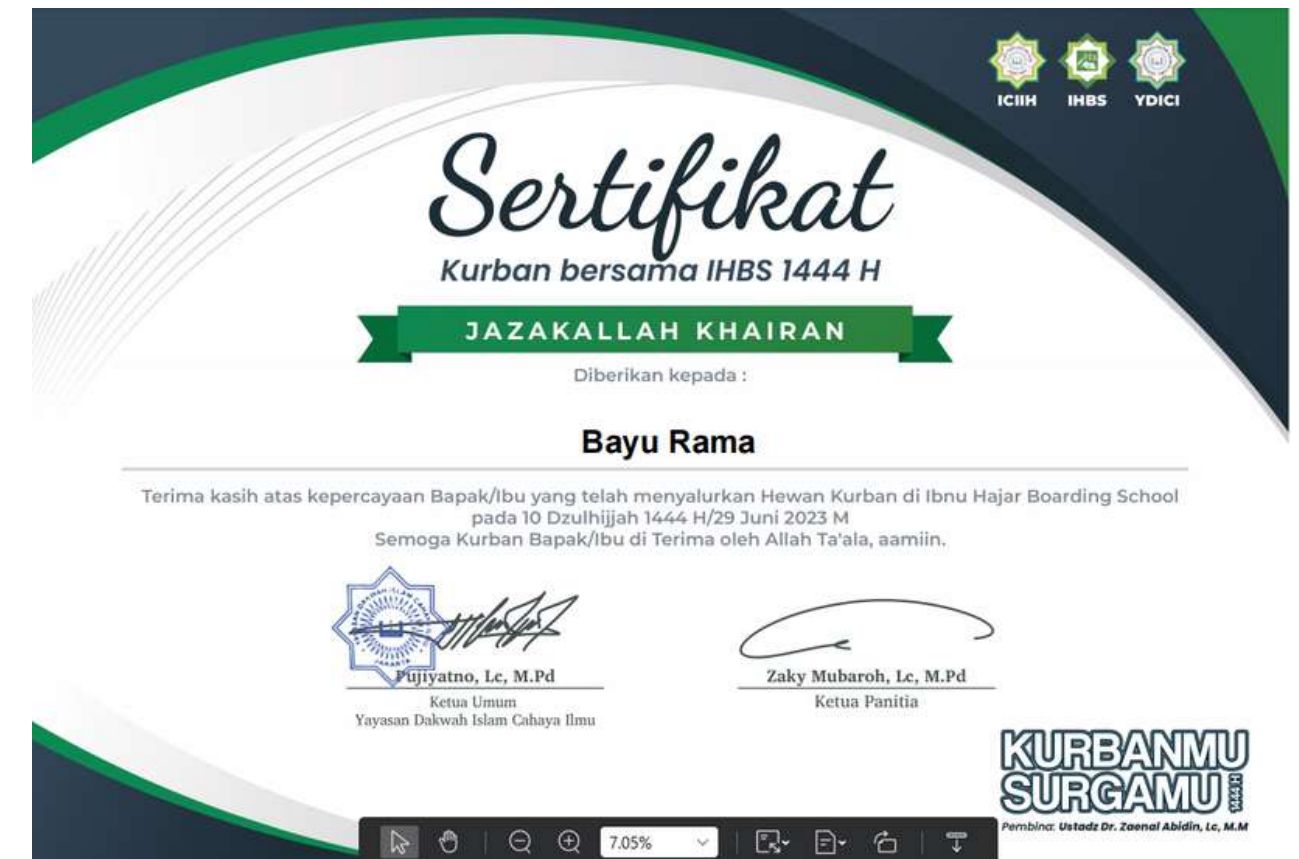 ICIIH IHBS YDICI
Sertifikat
Kurban bersama IHBS 1444 H
JAZAKALLAH KHAIRAN
Diberikan kepada :
Bayu Rama
Terima kasih atas kepercayaan Bapak/Ibu yang telah menyalurkan Hewan Kurban di Ibnu Hajar Boarding School
pada 10 Dzulhijjah 1444 H/29 Juni 2023 M
Semoga Kurban Bapak/Ibu di Terima oleh Allah Ta'ala, aamiin.
Pujiyatno, Lc, M.Pd
Ketua Umum
Yayasan Dakwah Islam Cahaya Ilmu
Zaky Mubaroh, Lc, M.Pd
Ketua Panitia
KURBANMU
SURGAMU
1444 H
Pembina: Ustadz Dr. Zaenal Abidin, Lc, M.M
7.05%